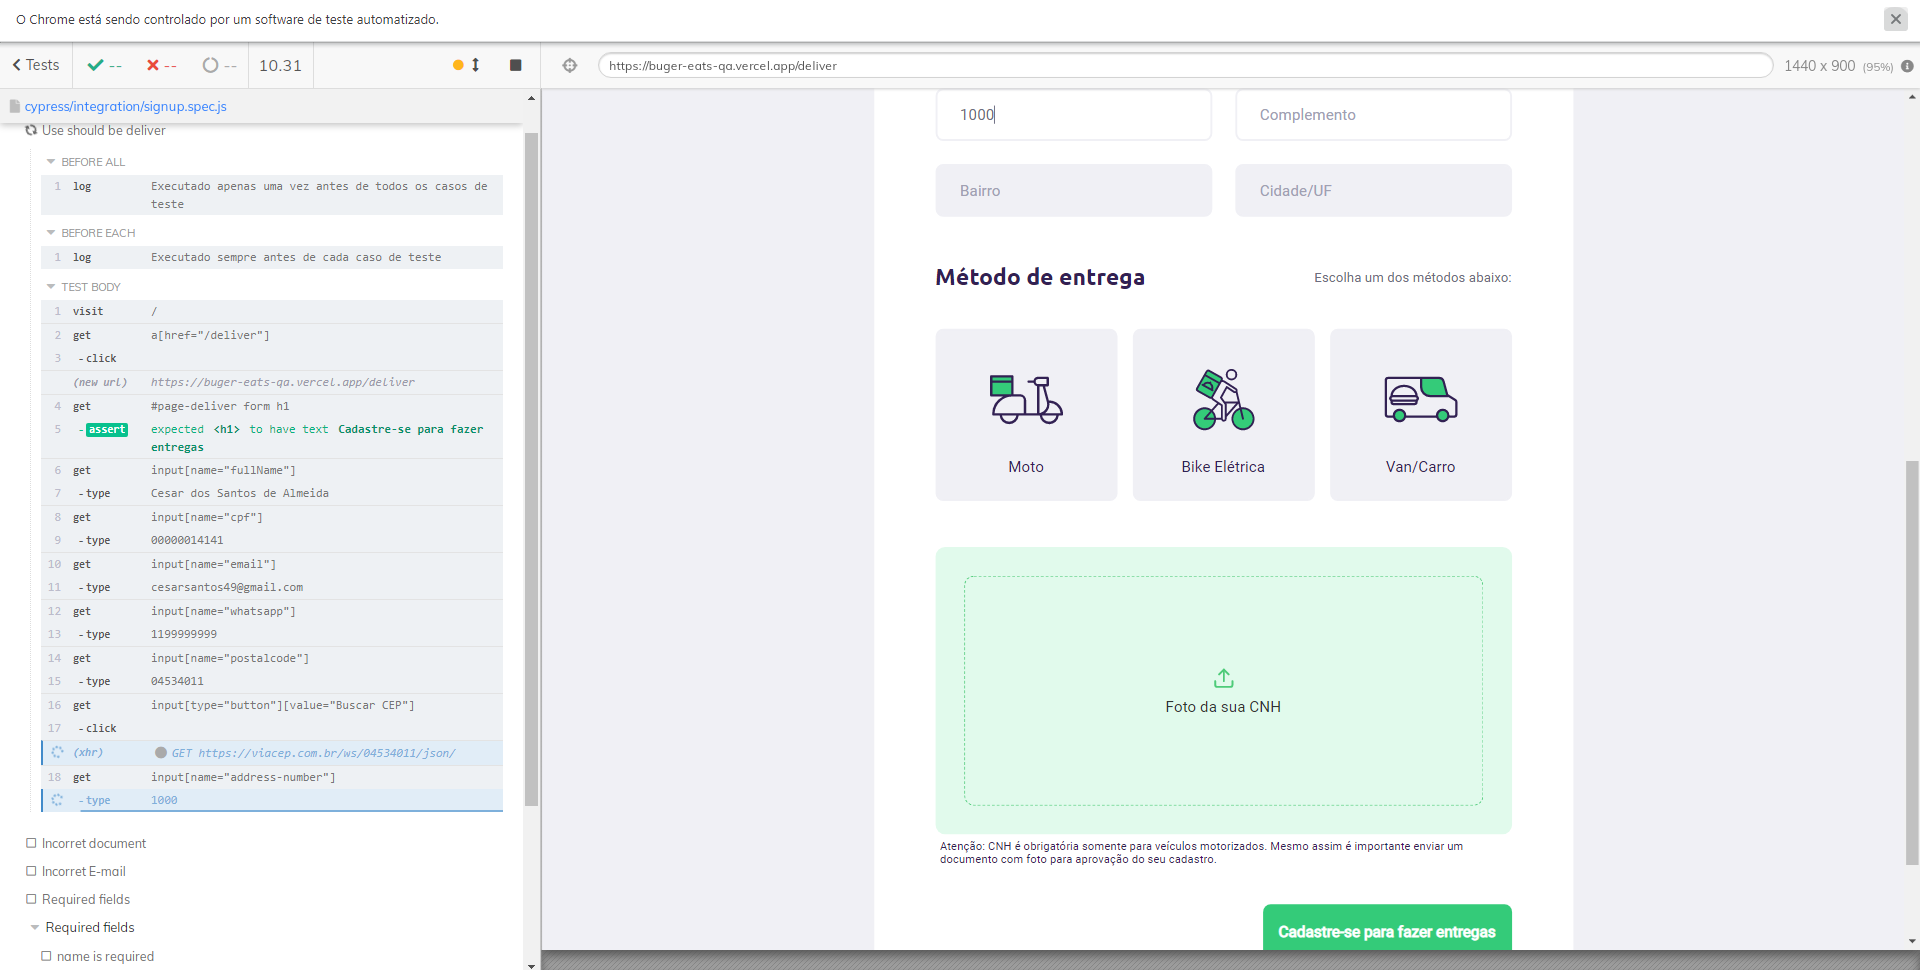 O Chrome está sendo controlado por um software de teste automatizado.
Tests
--
--
--
10.31
https://buger-eats-qa.vercel.app/deliver
1440 x 900 (95%)
cypress/integration/signup.spec.js
Use should be deliver
BEFORE ALL
1 log Executado apenas uma vez antes de todos os casos de
teste
BEFORE EACH
1 log Executado sempre antes de cada caso de teste
TEST BODY
1 visit /
2 get a[href="/deliver"]
3 -click
(new url) https://buger-eats-qa.vercel.app/deliver
4 get #page-deliver form h1
5 -assert expected <h1> to have text Cadastre-se para fazer
entregas
6 get input[name="fullName"]
7 -type Cesar dos Santos de Almeida
8 get input[name="cpf"]
9 -type 00000014141
10 get input[name="email"]
11 -type cesarsantos49@gmail.com
12 get input[name="whatsapp"]
13 -type 1199999999
14 get input[name="postalcode"]
15 -type 04534011
16 get input[type="button"][value="Buscar CEP"]
17 -click
(xhr) GET https://viacep.com.br/ws/04534011/json/
18 get input[name="address-number"]
-type 1000
Incorret document
Incorret E-mail
Required fields
Required fields
name is required
1000
Complemento
Bairro
Cidade/UF
Método de entrega
Escolha um dos métodos abaixo:
Moto
Bike Elétrica
Van/Carro
Foto da sua CNH
Atenção: CNH é obrigatória somente para veículos motorizados. Mesmo assim é importante enviar um
documento com foto para aprovação do seu cadastro.
Cadastre-se para fazer entregas